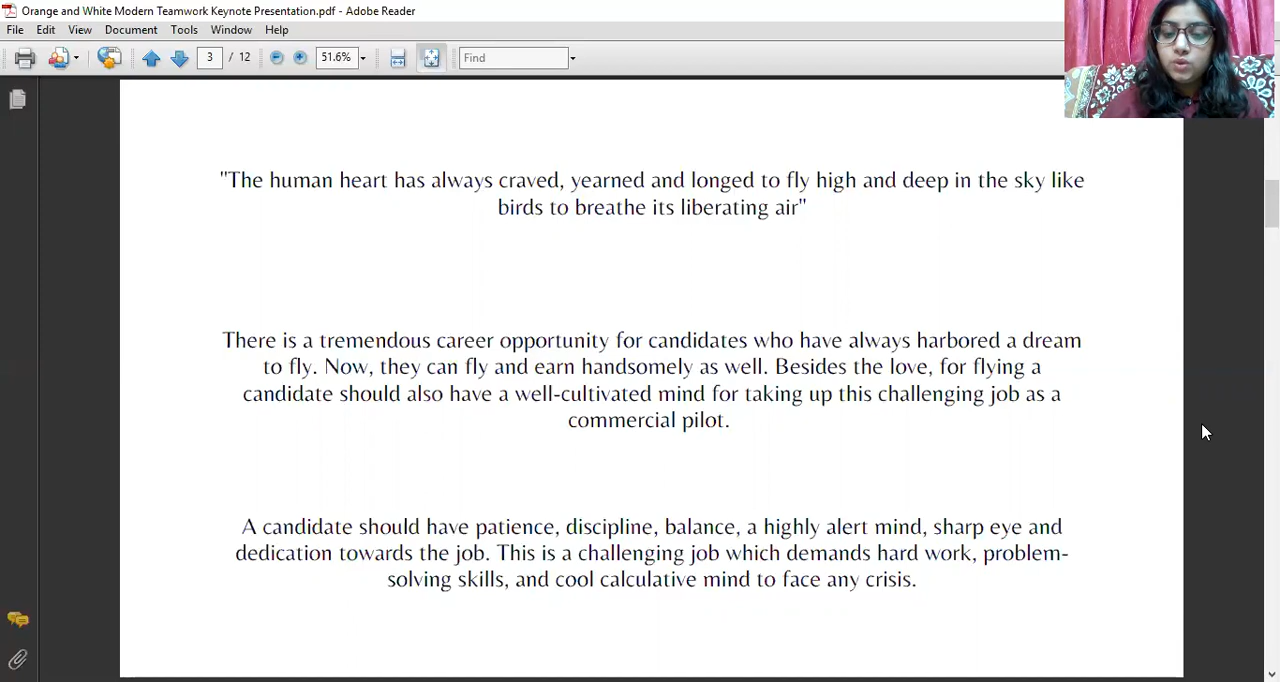 Orange and White Modern Teamwork Keynote Presentation.pdf - Adobe Reader
File Edit View Document Tools Window Help
3 / 12 51.6% Find
"The human heart has always craved, yearned and longed to fly high and deep in the sky like
birds to breathe its liberating air"
There is a tremendous career opportunity for candidates who have always harbored a dream
to fly. Now, they can fly and earn handsomely as well. Besides the love, for flying a
candidate should also have a well-cultivated mind for taking up this challenging job as a
commercial pilot.
A candidate should have patience, discipline, balance, a highly alert mind, sharp eye and
dedication towards the job. This is a challenging job which demands hard work, problem-
solving skills, and cool calculative mind to face any crisis.